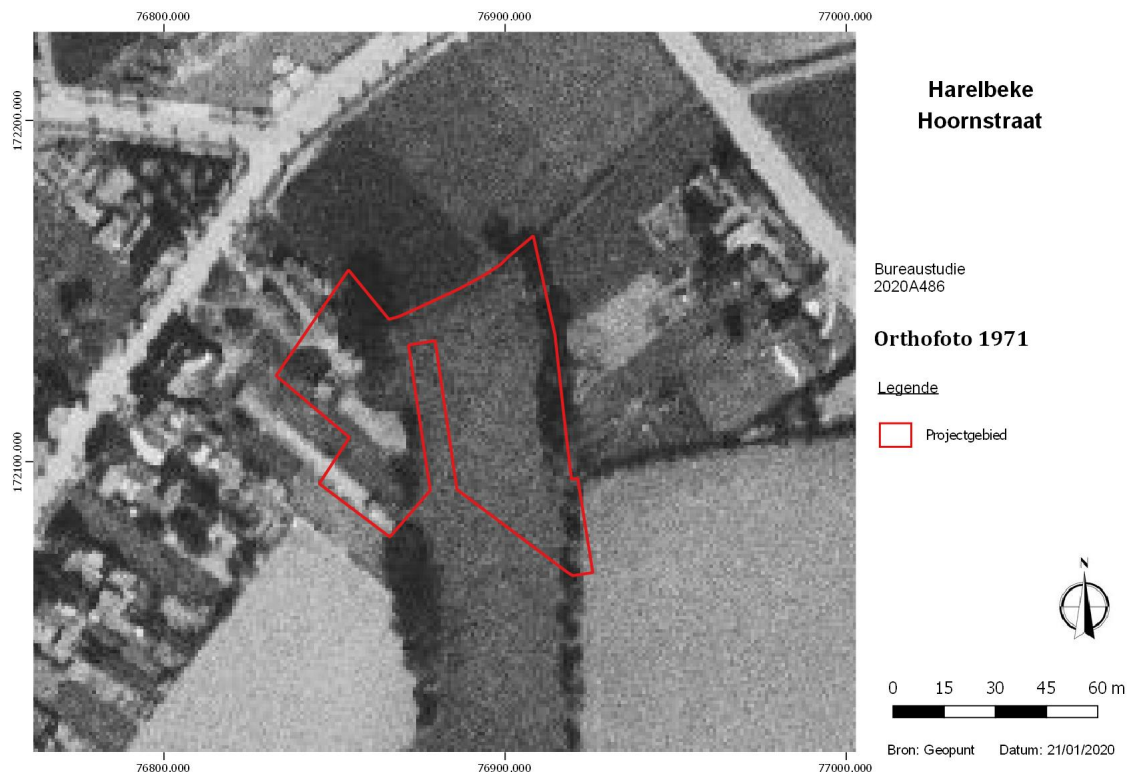 76800.000 76900.000 77000.000
172200.000
172100.000
Harelbeke
Hoornstraat
Bureaustudie
2020A486
Orthofoto 1971
Legende
Projectgebied
N
0 15 30 45 60 m
Bron: Geopunt Datum: 21/01/2020
76800.000 76900.000 77000.000